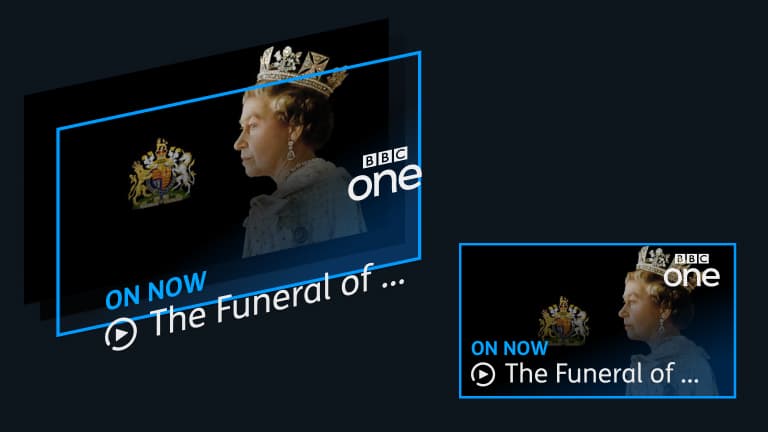 BBC
one
ON NOW
The Funeral of ...
BBC
one
ON NOW
The Funeral of ...